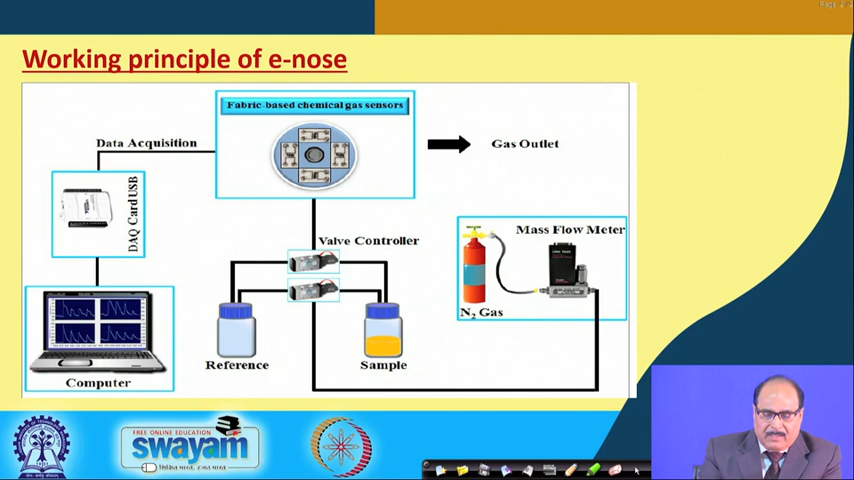 Working principle of e-nose
Fabric-based chemical gas sensors
Data Acquisition
Gas Outlet
DAQ Card USB
Valve Controller
Mass Flow Meter
N₂ Gas
Reference
Sample
Computer
FREE ONLINE EDUCATION
swayam